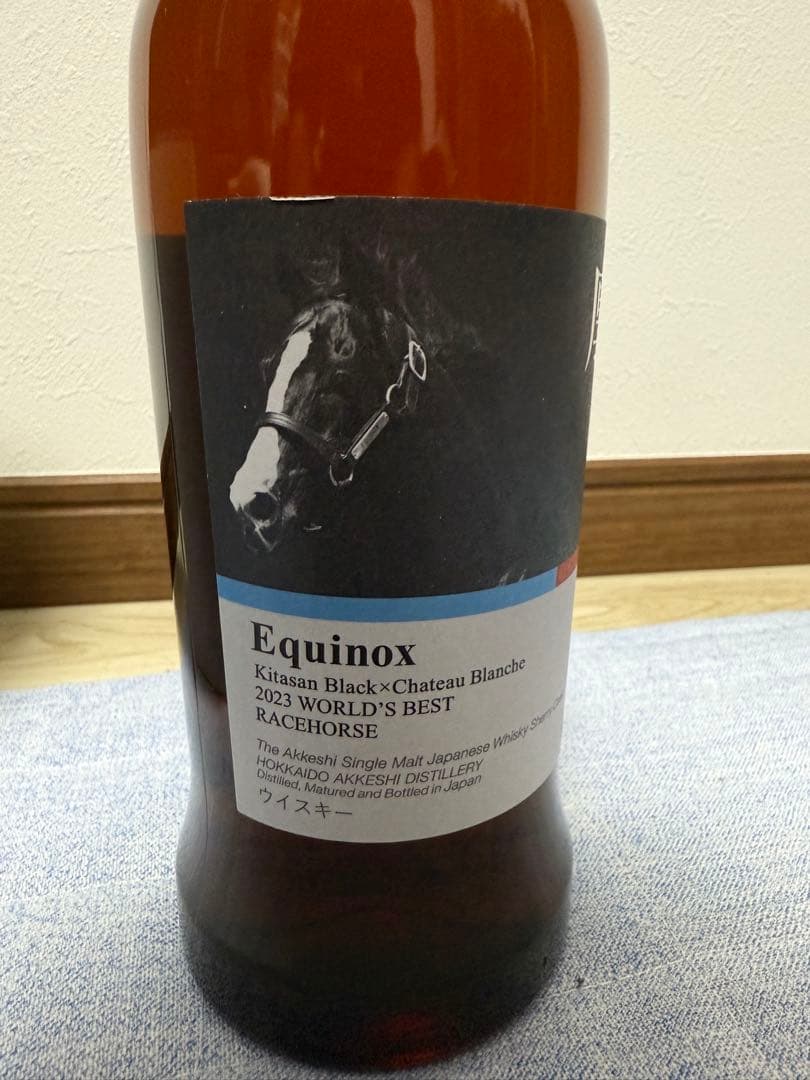 Equinox
Kitasan Black×Chateau Blanche
2023 WORLD'S BEST
RACEHORSE
The Akkeshi Single Malt Japanese Whisky Sherry
HOKKAIDO AKKESHI DISTILLERY
Distilled, Matured and Bottled in Japan
ウイスキー